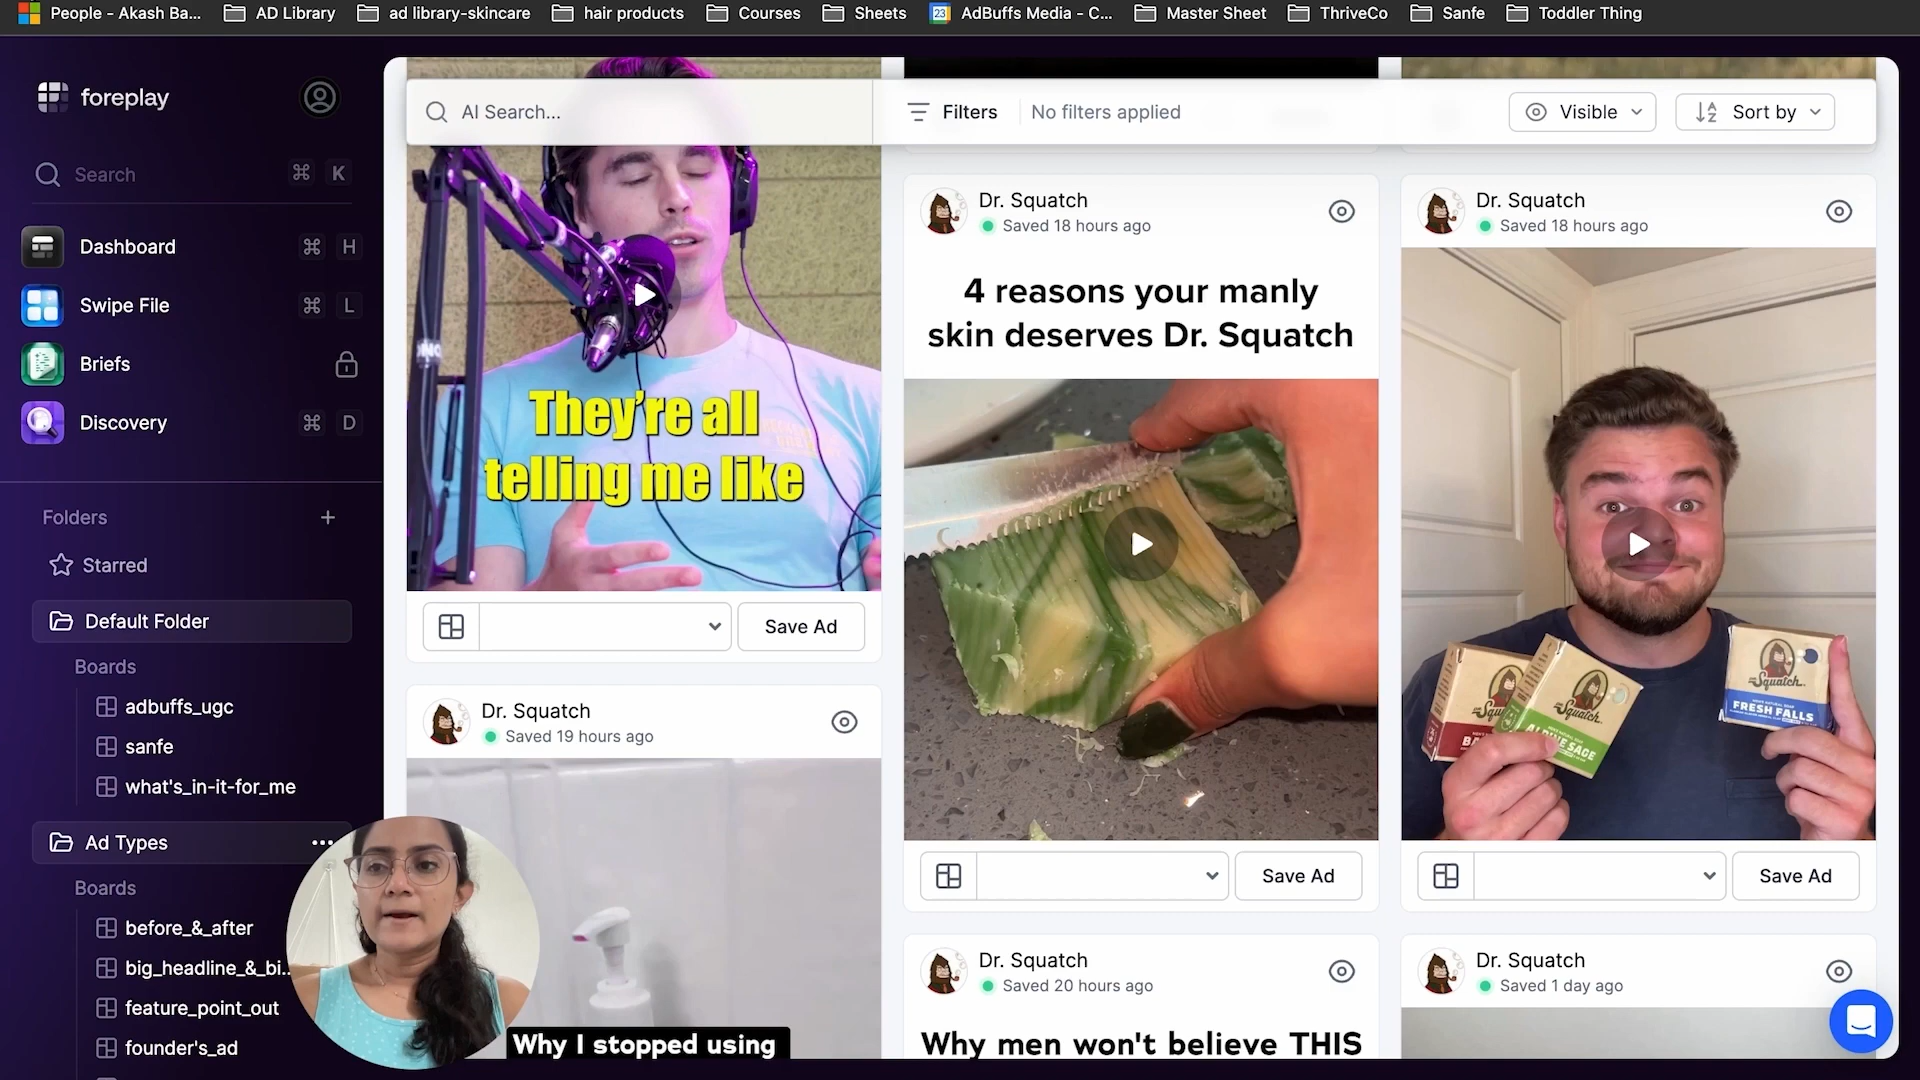 People - Akash Ba...
AD Library
ad library-skincare
hair products
Courses
Sheets
23
AdBuffs Media - C...
Master Sheet
ThriveCo
Sanfe
Toddler Thing
foreplay
Search
⌘ K
Dashboard
⌘ H
Swipe File
⌘ L
Briefs
Discovery
⌘ D
Folders
+
Starred
Default Folder
Boards
adbuffs_ugc
sanfe
what's_in-it-for_me
Ad Types
...
Boards
before_&_after
big_headline_&_bi...
feature_point_out
founder's_ad
AI Search...
Filters
No filters applied
Visible
Sort by
They're all
telling me like
Save Ad
Dr. Squatch
Saved 19 hours ago
Why I stopped using
Dr. Squatch
Saved 18 hours ago
4 reasons your manly
skin deserves Dr. Squatch
Save Ad
Dr. Squatch
Saved 20 hours ago
Why men won't believe THIS
Dr. Squatch
Saved 18 hours ago
Squatch
ALPINE SAGE
Squatch
FRESH FALLS
Save Ad
Dr. Squatch
Saved 1 day ago